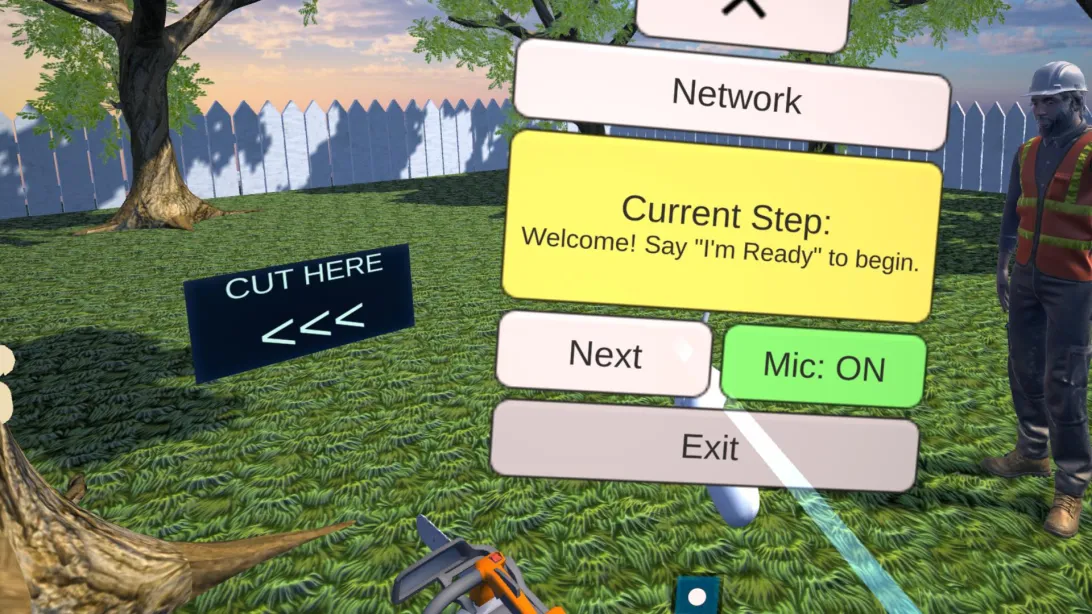 Network
Current Step:
Welcome! Say "I'm Ready" to begin.
CUT HERE
<<<
Next
Mic: ON
Exit